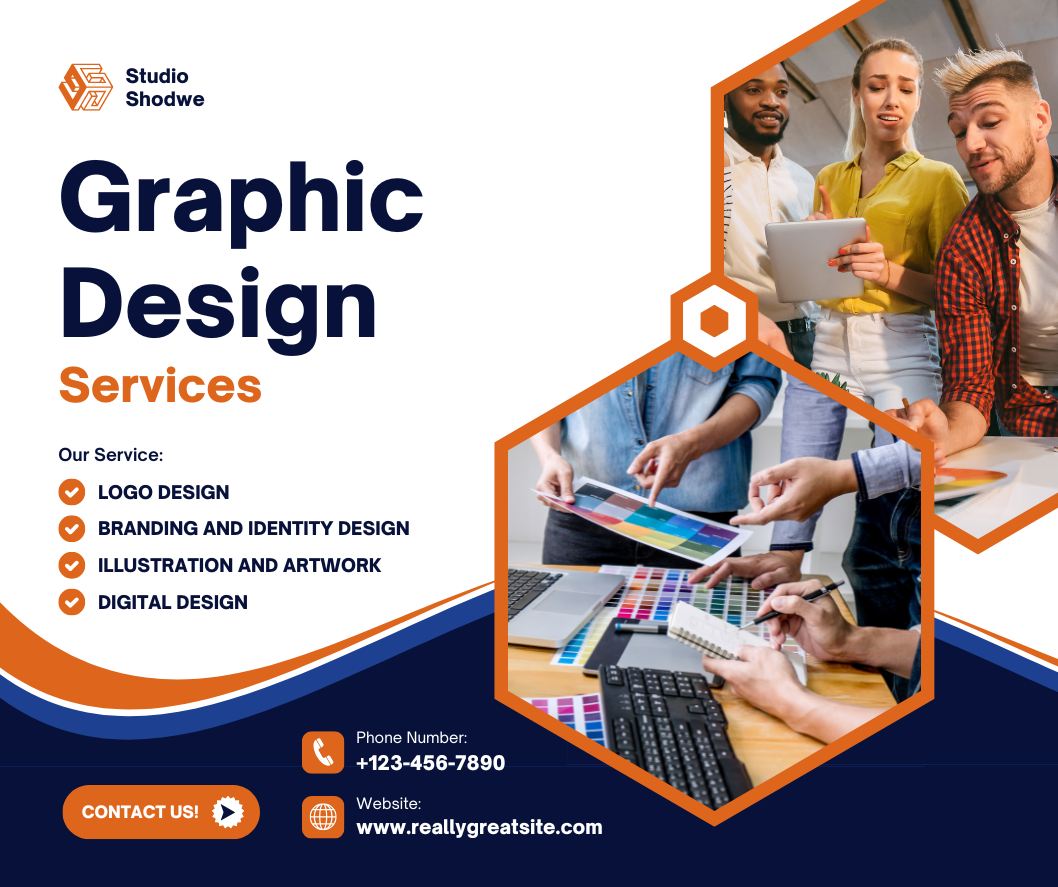 Studio
Shodwe
Graphic
Design
Services
Our Service:
LOGO DESIGN
BRANDING AND IDENTITY DESIGN
ILLUSTRATION AND ARTWORK
DIGITAL DESIGN
CONTACT US!
Phone Number:
+123-456-7890
Website:
www.reallygreatsite.com